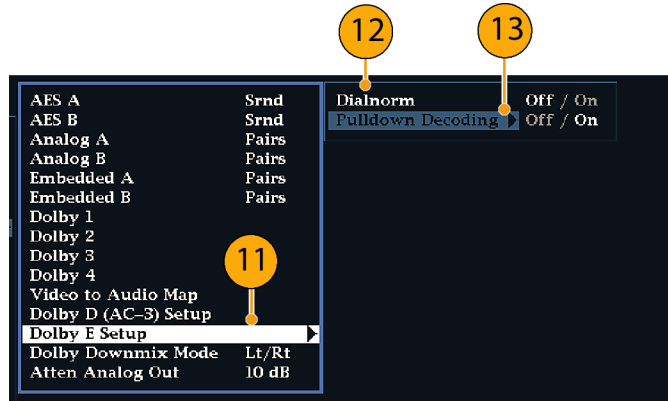 12
13
AES A Srnd
AES B Srnd
Analog A Pairs
Analog B Pairs
Embedded A Pairs
Embedded B Pairs
Dolby 1
Dolby 2
Dolby 3
Dolby 4
Video to Audio Map
Dolby D (AC-3) Setup
Dolby E Setup
Dolby Downmix Mode Lt/Rt
Atten Analog Out 10 dB
11
Dialnorm Off / On
Pulldown Decoding Off / On